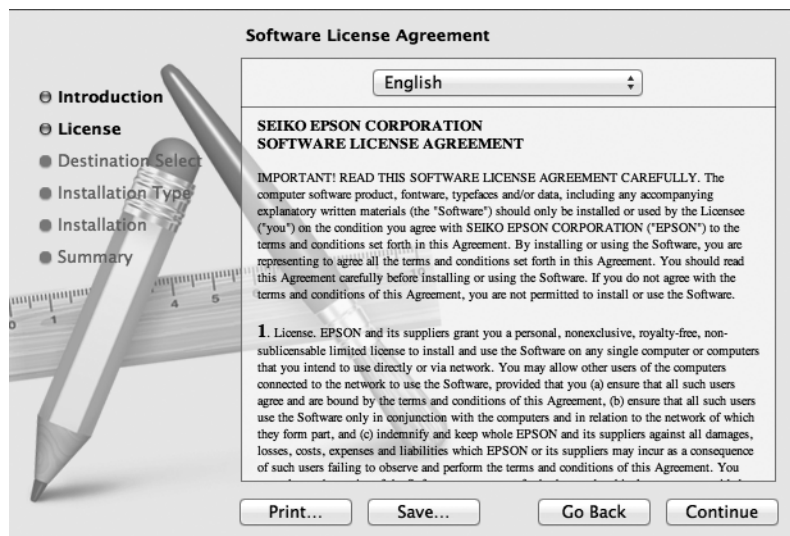 Software License Agreement
Introduction
License
Destination Select
Installation Type
Installation
Summary
English
SEIKO EPSON CORPORATION
SOFTWARE LICENSE AGREEMENT
IMPORTANT! READ THIS SOFTWARE LICENSE AGREEMENT CAREFULLY. The
computer software product, fontware, typefaces and/or data, including any accompanying
explanatory written materials (the "Software") should only be installed or used by the Licensee
("you") on the condition you agree with SEIKO EPSON CORPORATION ("EPSON") to the
terms and conditions set forth in this Agreement. By installing or using the Software, you are
representing to agree all the terms and conditions set forth in this Agreement. You should read
this Agreement carefully before installing or using the Software. If you do not agree with the
terms and conditions of this Agreement, you are not permitted to install or use the Software.
1. License. EPSON and its suppliers grant you a personal, nonexclusive, royalty-free, non-
sublicensable limited license to install and use the Software on any single computer or computers
that you intend to use directly or via network. You may allow other users of the computers
connected to the network to use the Software, provided that you (a) ensure that all such users
agree and are bound by the terms and conditions of this Agreement, (b) ensure that all such users
use the Software only in conjunction with the computers and in relation to the network of which
they form part, and (c) indemnify and keep whole EPSON and its suppliers against all damages,
losses, costs, expenses and liabilities which EPSON or its suppliers may incur as a consequence
of such users failing to observe and perform the terms and conditions of this Agreement. You
0 1 4 5 10
Print... Save... Go Back Continue